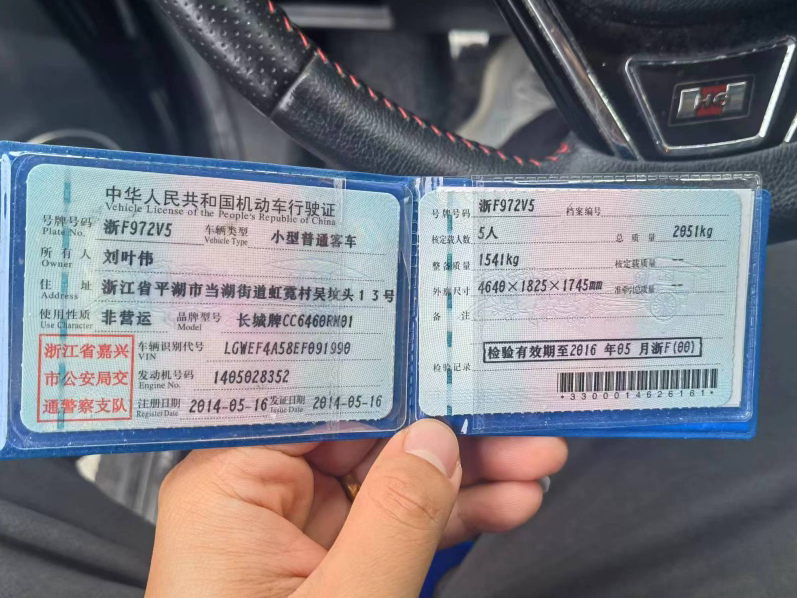 中华人民共和国机动车行驶证
Vehicle License of the People's Republic of China
号牌号码 浙F972V5 车辆类型 小型普通客车
Plate No. Vehicle Type
所有人 刘叶伟
Owner
住址 浙江省平湖市当湖街道虹霓村吴坟头13号
Address
使用性质 非营运 品牌型号 长城牌CC6460RM01
Use Character Model
浙江省嘉兴
市公安局交
通警察支队
车辆识别代号 LGWEF4A58EF091990
VIN
发动机号码 1405028352
Engine No.
注册日期 2014-05-16 发证日期 2014-05-16
Register Date Issue Date
号牌号码 浙F972V5 档案编号
核定载人数 5人 总质量 2051kg
整备质量 1541kg 核定载质量 --
外廓尺寸 4640×1825×1745mm 准牵引总质量 --
备注
检验有效期至2016年05月浙F(00)
检验记录
*3300014626161*
H6